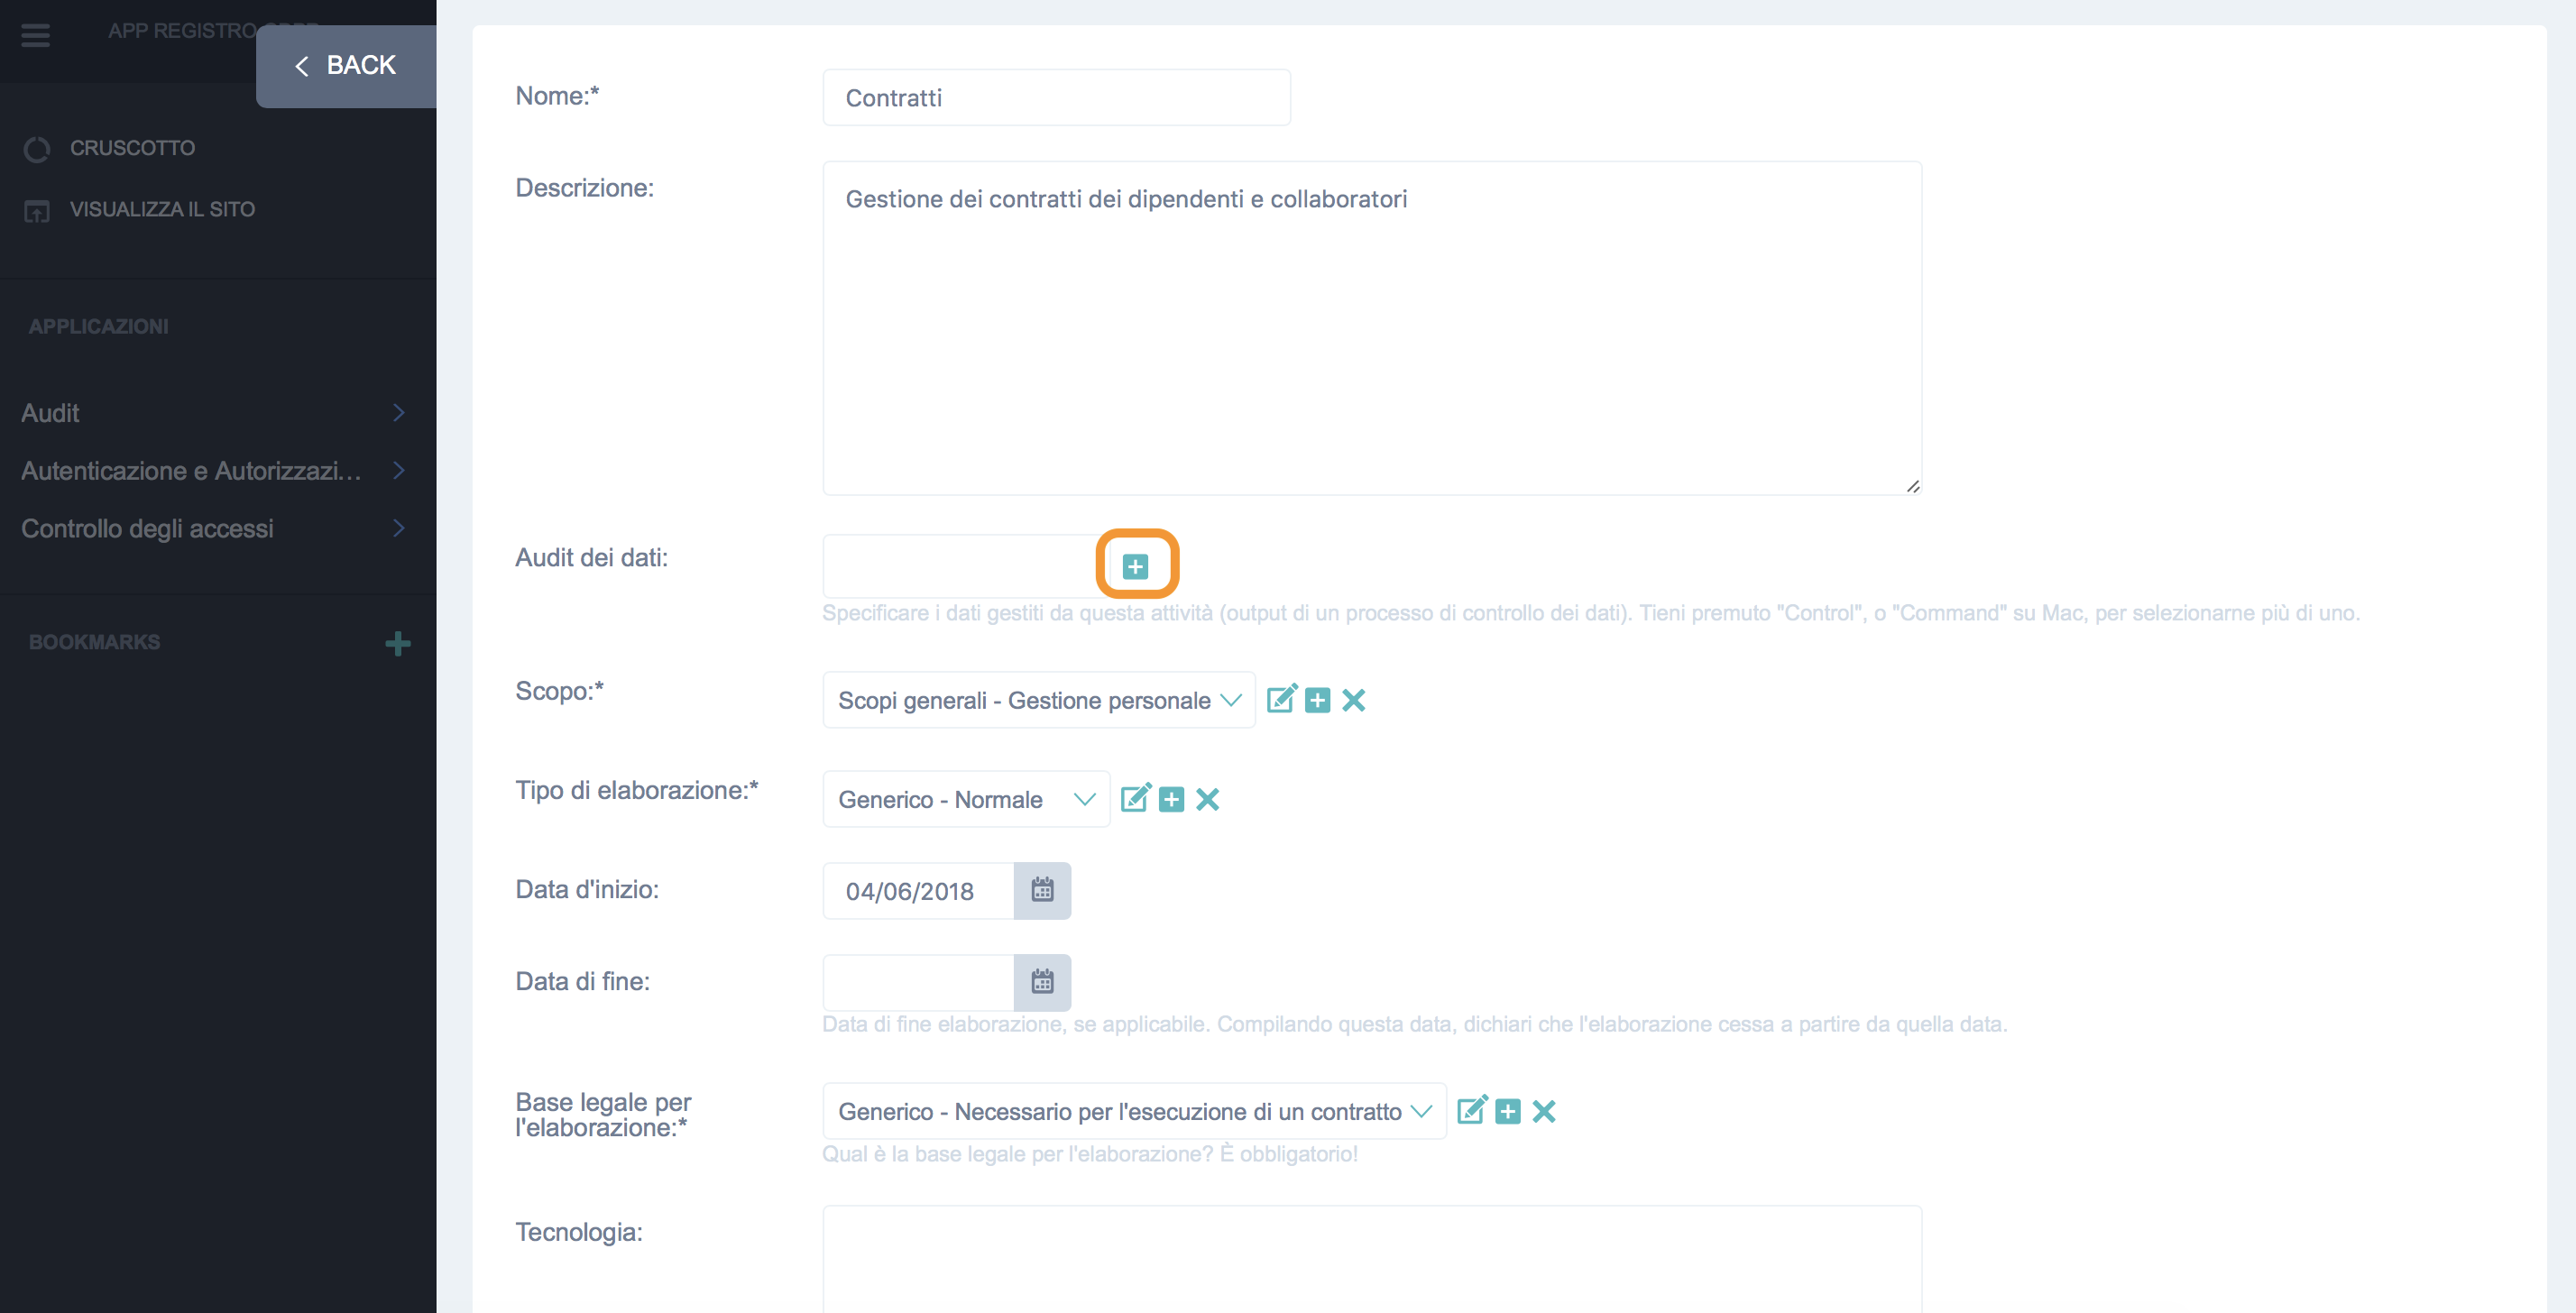 APP REGISTRO GDPR
BACK
CRUSCOTTO
VISUALIZZA IL SITO
APPLICAZIONI
Audit
Autenticazione e Autorizzazi...
Controllo degli accessi
BOOKMARKS
Nome:*
Contratti
Descrizione:
Gestione dei contratti dei dipendenti e collaboratori
Audit dei dati:
Specificare i dati gestiti da questa attività (output di un processo di controllo dei dati). Tieni premuto "Control", o "Command" su Mac, per selezionarne più di uno.
Scopo:*
Scopi generali - Gestione personale
Tipo di elaborazione:*
Generico - Normale
Data d'inizio:
04/06/2018
Data di fine:
Data di fine elaborazione, se applicabile. Compilando questa data, dichiari che l'elaborazione cessa a partire da quella data.
Base legale per
l'elaborazione:*
Generico - Necessario per l'esecuzione di un contratto
Qual è la base legale per l'elaborazione? È obbligatorio!
Tecnologia: